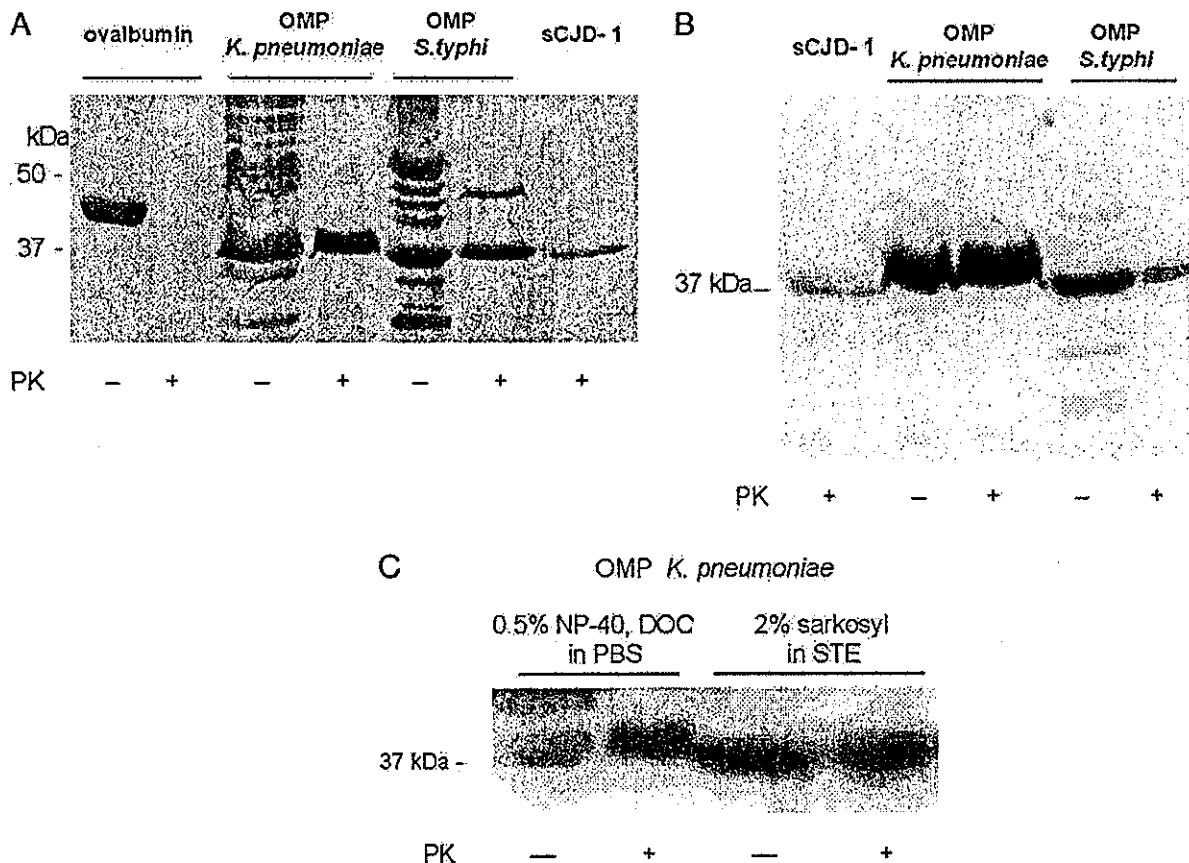 A
ovalbumin
OMP
K. pneumoniae
OMP
S.typhi
sCJD-1
kDa
50 -
37 -
PK
– + – + – + +
B
sCJD-1
OMP
K. pneumoniae
OMP
S.typhi
37 kDa_
PK
+ – + – +
C
OMP K. pneumoniae
0.5% NP-40, DOC
in PBS
2% sarkosyl
in STE
37 kDa -
PK
— + — +